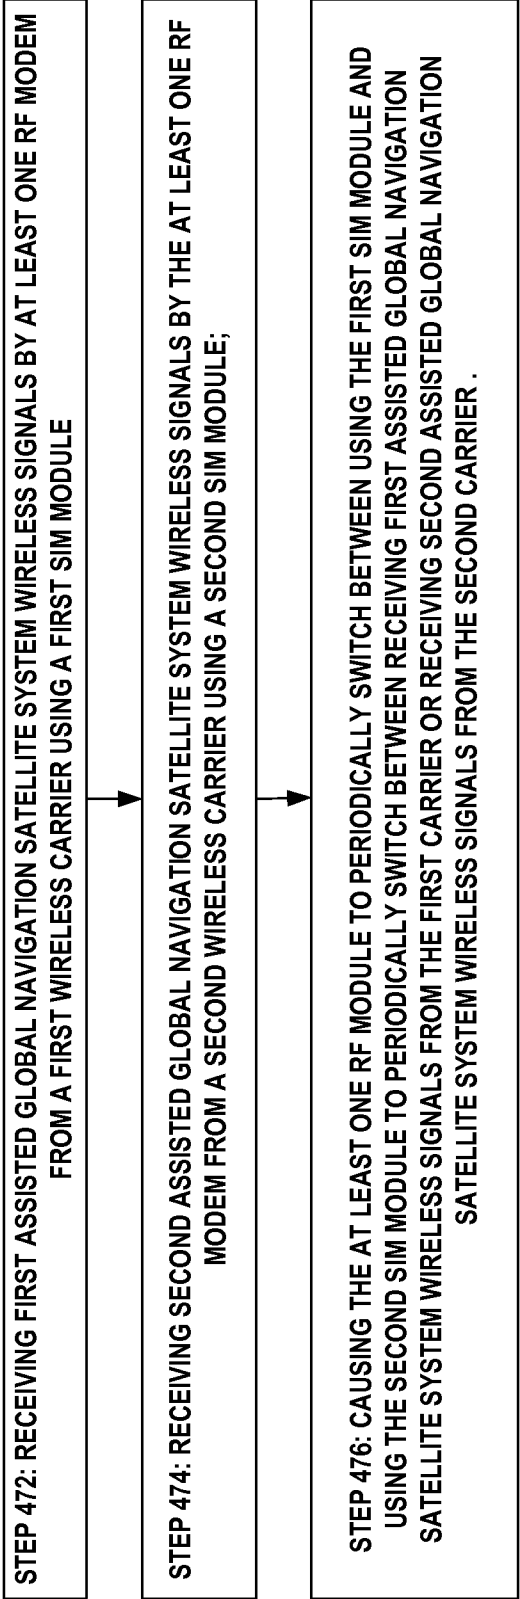 STEP 472: RECEIVING FIRST ASSISTED GLOBAL NAVIGATION SATELLITE SYSTEM WIRELESS SIGNALS BY AT LEAST ONE RF MODEM
FROM A FIRST WIRELESS CARRIER USING A FIRST SIM MODULE
STEP 474: RECEIVING SECOND ASSISTED GLOBAL NAVIGATION SATELLITE SYSTEM WIRELESS SIGNALS BY THE AT LEAST ONE RF
MODEM FROM A SECOND WIRELESS CARRIER USING A SECOND SIM MODULE;
STEP 476: CAUSING THE AT LEAST ONE RF MODULE TO PERIODICALLY SWITCH BETWEEN USING THE FIRST SIM MODULE AND
USING THE SECOND SIM MODULE TO PERIODICALLY SWITCH BETWEEN RECEIVING FIRST ASSISTED GLOBAL NAVIGATION
SATELLITE SYSTEM WIRELESS SIGNALS FROM THE FIRST CARRIER OR RECEIVING SECOND ASSISTED GLOBAL NAVIGATION
SATELLITE SYSTEM WIRELESS SIGNALS FROM THE SECOND CARRIER .